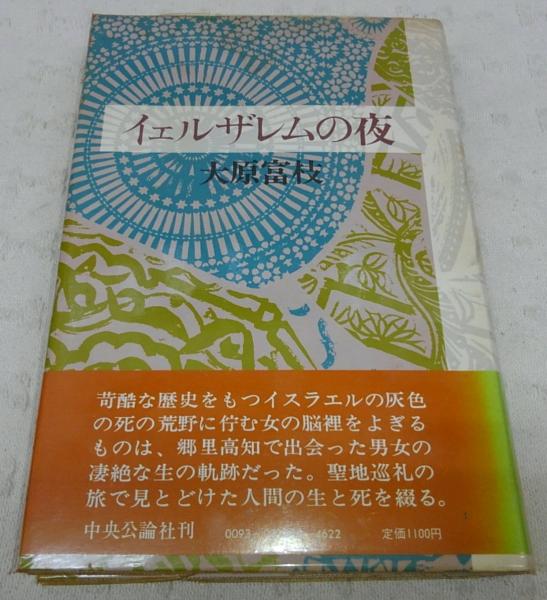 イェルザレムの夜
大原富枝
苛酷な歴史をもつイスラエルの灰色
の死の荒野に佇む女の脳裡をよぎる
ものは、郷里高知で出会った男女の
凄絶な生の軌跡だった。聖地巡礼の
旅で見とどけた人間の生と死を綴る。
中央公論社刊 0093- 4622 定価1100円